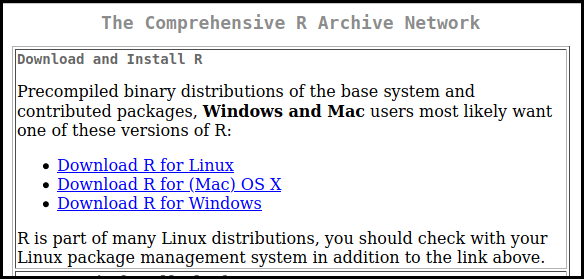 The Comprehensive R Archive Network
Download and Install R
Precompiled binary distributions of the base system and
contributed packages, Windows and Mac users most likely want
one of these versions of R:
Download R for Linux
Download R for (Mac) OS X
Download R for Windows
R is part of many Linux distributions, you should check with your
Linux package management system in addition to the link above.